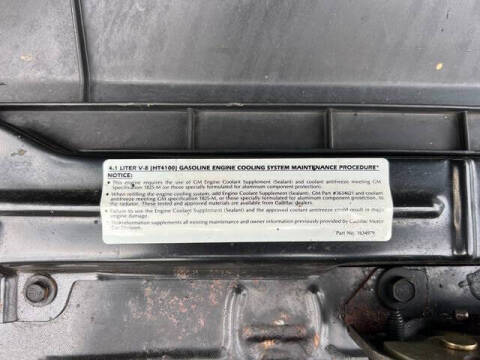 4.1 LITER V-8 (HT4100) GASOLINE ENGINE COOLING SYSTEM MAINTENANCE PROCEDURE
NOTICE:
• This engine requires the use of GM Engine Coolant Supplement (Sealant) and coolant antifreeze meeting GM
Specification 1825-M (or those specially formulated for aluminum component protection).
• When refilling the engine cooling system, add Engine Coolant Supplement (Sealant), GM Part #3634621 and coolant
antifreeze meeting GM specification 1825-M, or those specially formulated for aluminum component protection, to
the radiator. These tested and approved materials are available from Cadillac dealers.
• Failure to use the Engine Coolant Supplement (Sealant) and the approved coolant antifreeze could result in major
engine damage.
• This information supplements all existing maintenance and owner information previously provided by Cadillac Motor
Car Division.
Part No.